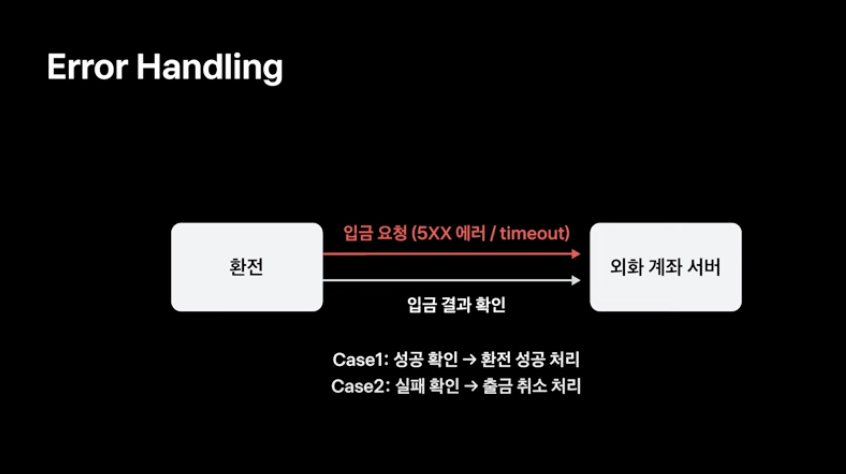 Error Handling
입금 요청 (5XX 에러 / timeout)
환전
외화 계좌 서버
입금 결과 확인
Case1: 성공 확인 → 환전 성공 처리
Case2: 실패 확인 → 출금 취소 처리